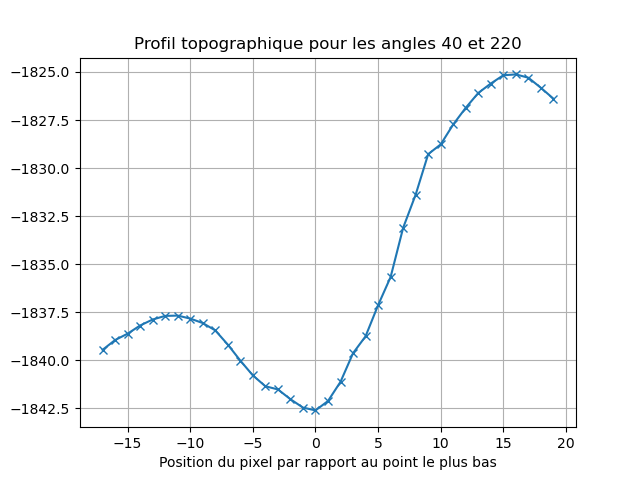 Profil topographique pour les angles 40 et 220
−1825.0
−1827.5
−1830.0
−1832.5
−1835.0
−1837.5
−1840.0
−1842.5
−15 −10 −5 0 5 10 15 20
Position du pixel par rapport au point le plus bas